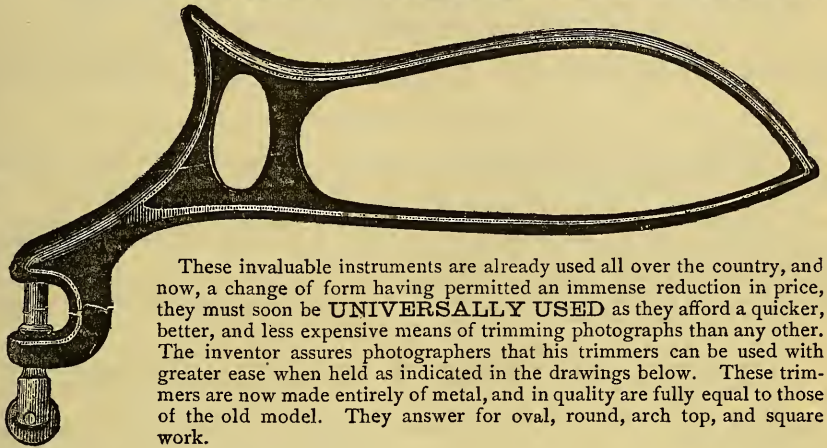 These invaluable instruments are already used all over the country, and
now, a change of form having permitted an immense reduction in price,
they must soon be UNIVERSALLY USED as they afford a quicker,
better, and less expensive means of trimming photographs than any other.
The inventor assures photographers that his trimmers can be used with
greater ease when held as indicated in the drawings below. These trim-
mers are now made entirely of metal, and in quality are fully equal to those
of the old model. They answer for oval, round, arch top, and square
work.